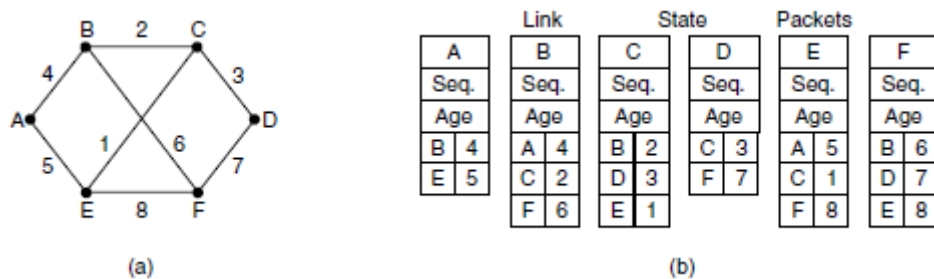 Link State Packets
B 2 C
A B C D E F
4 3
Seq. Seq. Seq. Seq. Seq. Seq.
A D
Age Age Age Age Age Age
5 1 6 7
B 4 A 4 B 2 C 3 A 5 B 6
E 5 C 2 D 3 F 7 C 1 D 7
E 8 F
F 6 E 1 F 8 E 8
(a) (b)